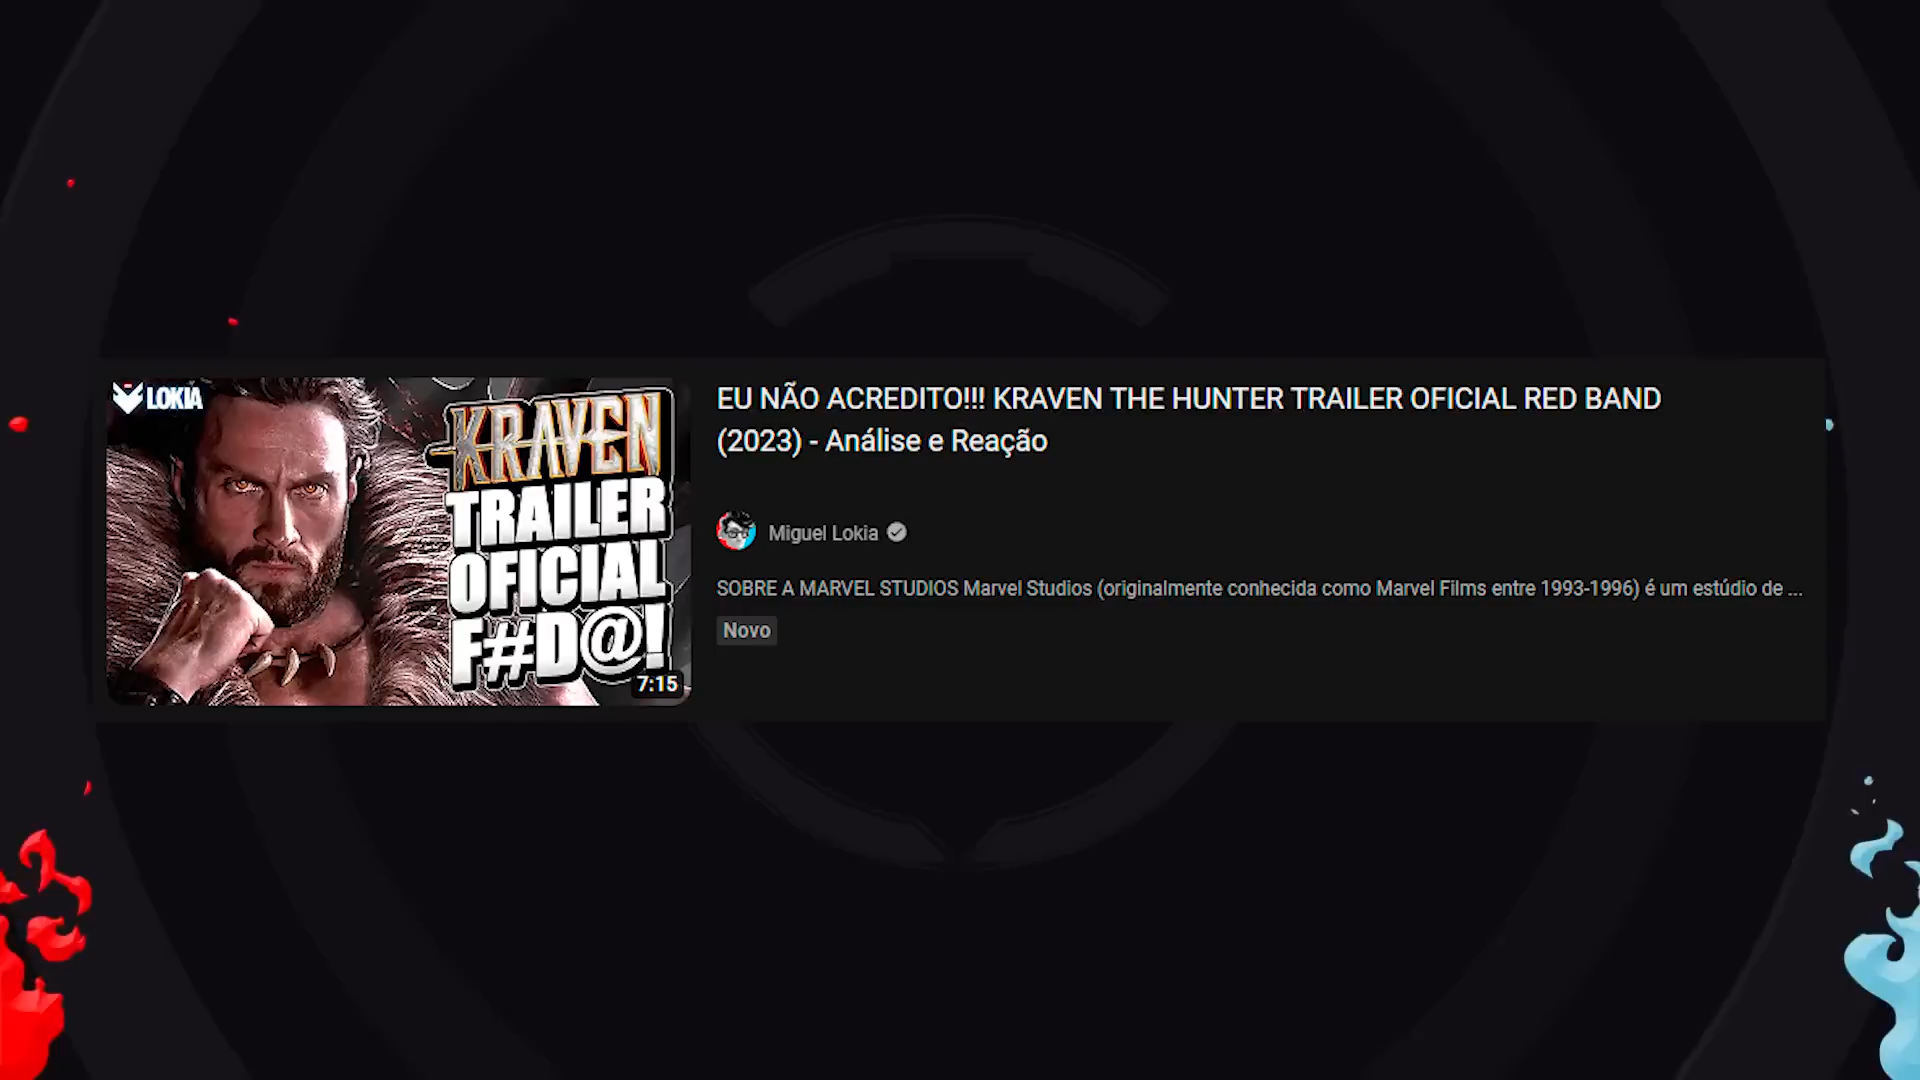 LOKIA
KRAVEN
TRAILER
OFICIAL
F#D@!
7:15
EU NÃO ACREDITO!!! KRAVEN THE HUNTER TRAILER OFICIAL RED BAND
(2023) - Análise e Reação
Miguel Lokia
SOBRE A MARVEL STUDIOS Marvel Studios (originalmente conhecida como Marvel Films entre 1993-1996) é um estúdio de ...
Novo